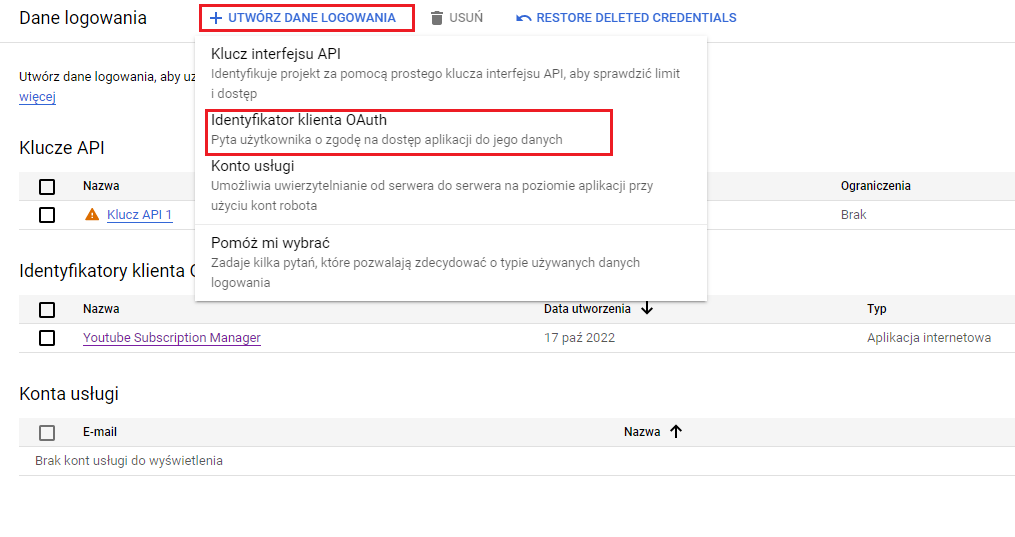 Dane logowania
UTWÓRZ DANE LOGOWANIA
USUŃ
RESTORE DELETED CREDENTIALS
Utwórz dane logowania, aby uz
więcej
Klucz interfejsu API
Identyfikuje projekt za pomocą prostego klucza interfejsu API, aby sprawdzić limit
i dostęp
Identyfikator klienta OAuth
Pyta użytkownika o zgodę na dostęp aplikacji do jego danych
Konto usługi
Umożliwia uwierzytelnianie od serwera do serwera na poziomie aplikacji przy
użyciu kont robota
Pomóż mi wybrać
Zadaje kilka pytań, które pozwalają zdecydować o typie używanych danych
logowania
Klucze API
Nazwa
Ograniczenia
Klucz API 1
Brak
Identyfikatory klienta
Nazwa
Data utworzenia
Typ
Youtube Subscription Manager
17 paź 2022
Aplikacja internetowa
Konta usługi
E-mail
Nazwa
Brak kont usługi do wyświetlenia